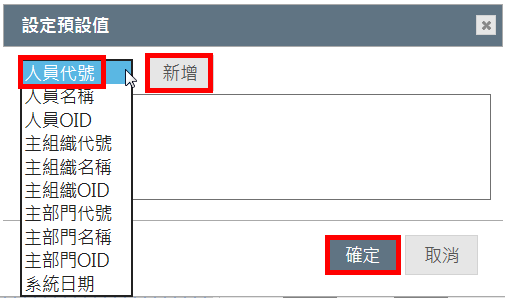 設定預設值
人員代號
新增
人員名稱
人員OID
主組織代號
主組織名稱
主組織OID
主部門代號
主部門名稱
主部門OID
系統日期
確定
取消